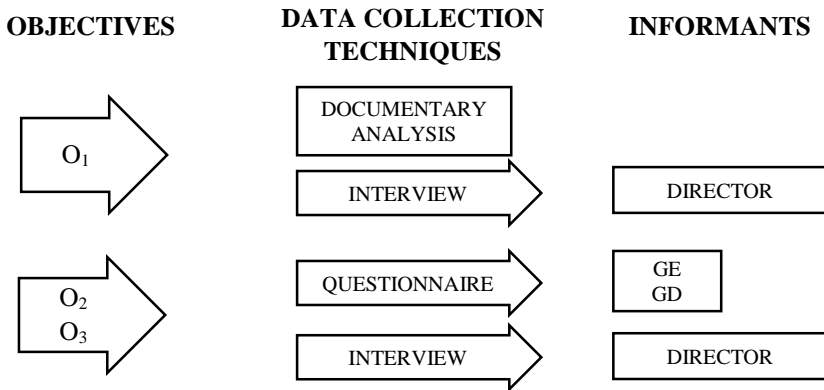 OBJECTIVES
DATA COLLECTION
TECHNIQUES
INFORMANTS
O₁
DOCUMENTARY
ANALYSIS
INTERVIEW
DIRECTOR
O₂
O₃
QUESTIONNAIRE
GE
GD
INTERVIEW
DIRECTOR